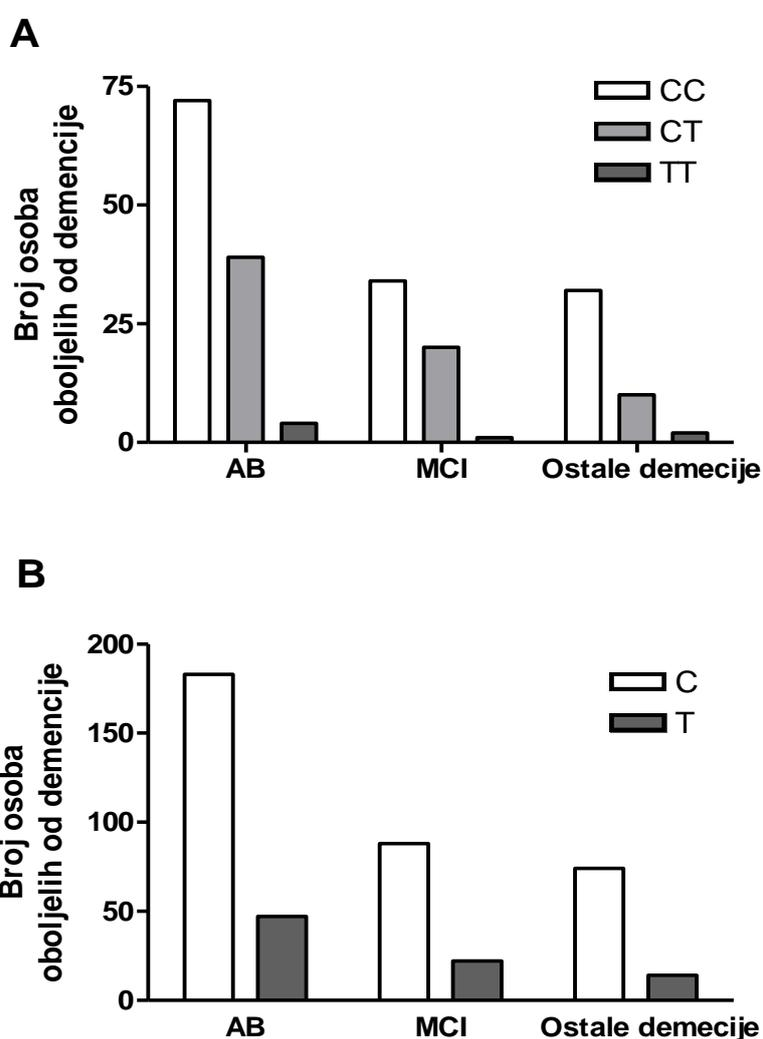 A
Broj osoba
oboljelih od demencije
75
50
25
0
CC
CT
TT
AB
MCI
Ostale demecije
B
Broj osoba
oboljelih od demencije
200
150
100
50
0
C
T
AB
MCI
Ostale demecije